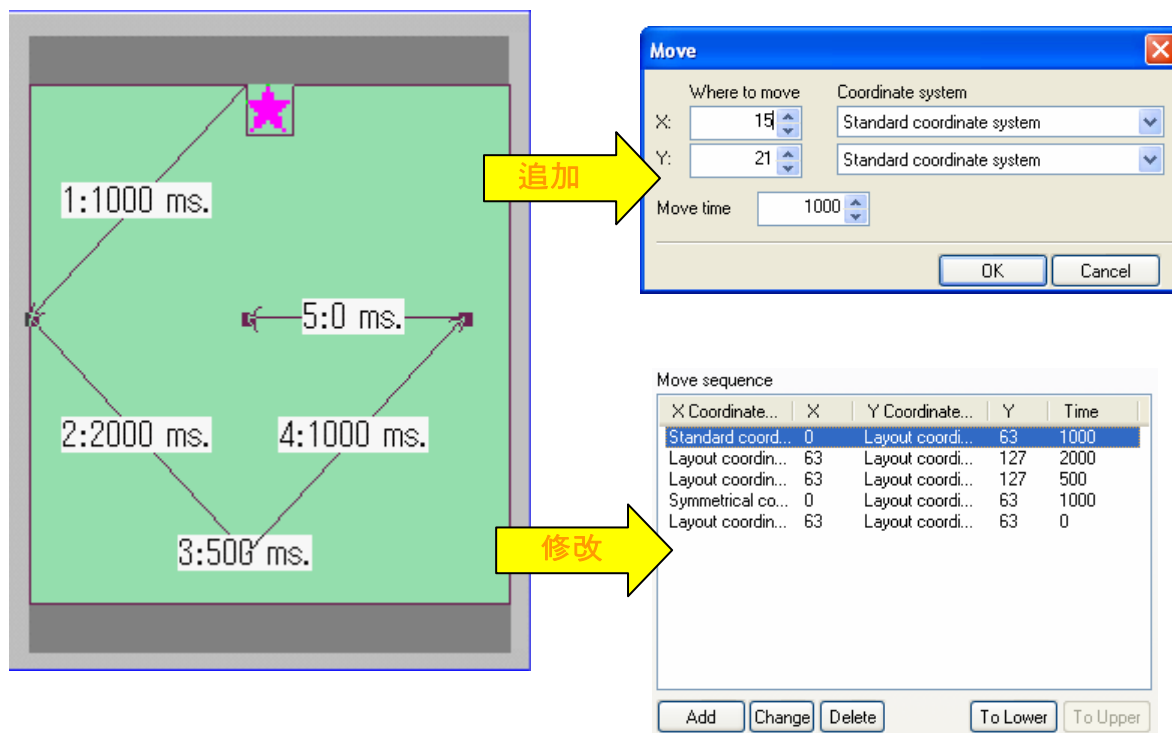 1:1000 ms.
2:2000 ms.
3:500 ms.
4:1000 ms.
5:0 ms.
追加
修改
Move
Where to move Coordinate system
X: 15 Standard coordinate system
Y: 21 Standard coordinate system
Move time 1000
OK Cancel
Move sequence
X Coordinate... X Y Coordinate... Y Time
Standard coord... 0 Layout coordi... 63 1000
Layout coordin... 63 Layout coordi... 127 2000
Layout coordin... 63 Layout coordi... 127 500
Symmetrical co... 0 Layout coordi... 63 1000
Layout coordin... 63 Layout coordi... 63 0
Add Change Delete To Lower To Upper